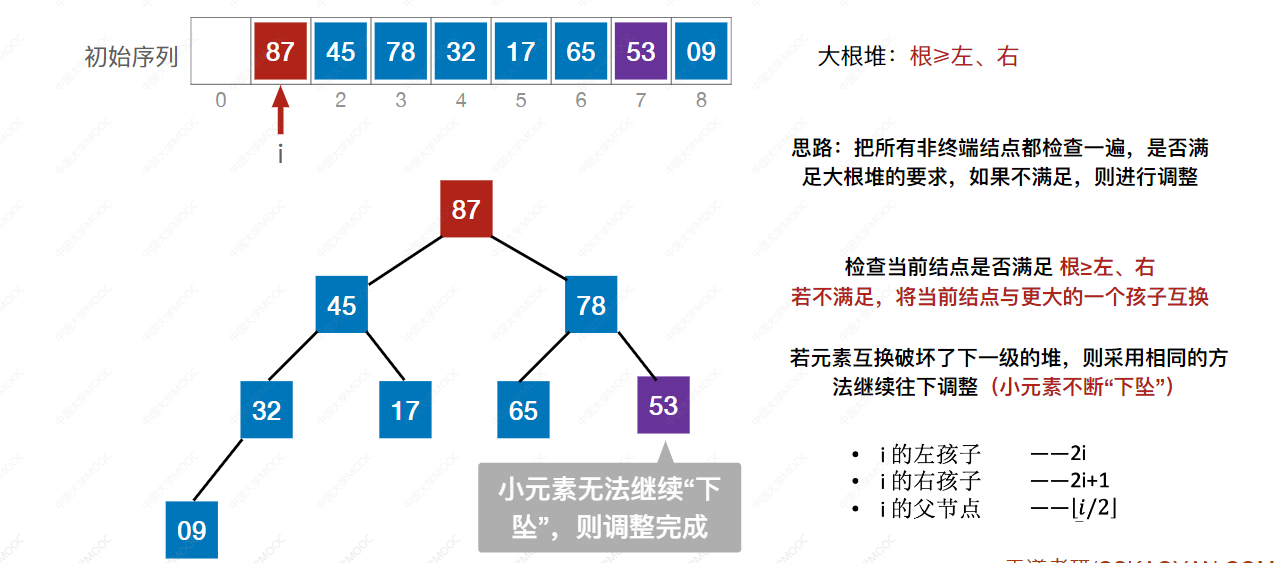 初始序列 87 45 78 32 17 65 53 09
0 2 3 4 5 6 7 8
i
大根堆：根≥左、右
思路：把所有非终端结点都检查一遍，是否满
足大根堆的要求，如果不满足，则进行调整
87
45 78
32 17 65 53
09
小元素无法继续“下
坠”，则调整完成
检查当前结点是否满足 根≥左、右
若不满足，将当前结点与更大的一个孩子互换
若元素互换破坏了下一级的堆，则采用相同的方
法继续往下调整（小元素不断“下坠”）
• i 的左孩子 ——2i
• i 的右孩子 ——2i+1
• i 的父节点 ——⌊i/2⌋
中国大学MOOC